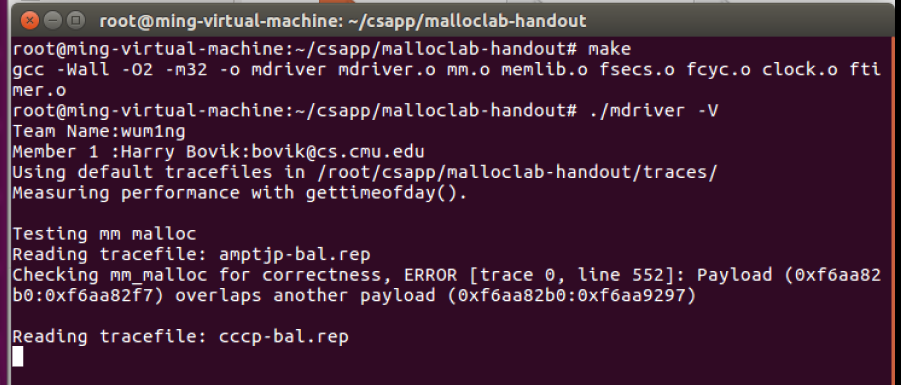 root@ming-virtual-machine: ~/csapp/malloclab-handout
root@ming-virtual-machine:~/csapp/malloclab-handout# make
gcc -Wall -O2 -m32 -o mdriver mdriver.o mm.o memlib.o fsecs.o fcyc.o clock.o fti
mer.o
root@ming-virtual-machine:~/csapp/malloclab-handout# ./mdriver -V
Team Name:wum1ng
Member 1 :Harry Bovik:bovik@cs.cmu.edu
Using default tracefiles in /root/csapp/malloclab-handout/traces/
Measuring performance with gettimeofday().
Testing mm malloc
Reading tracefile: amptjp-bal.rep
Checking mm_malloc for correctness, ERROR [trace 0, line 552]: Payload (0xf6aa82
b0:0xf6aa82f7) overlaps another payload (0xf6aa82b0:0xf6aa9297)
Reading tracefile: cccp-bal.rep